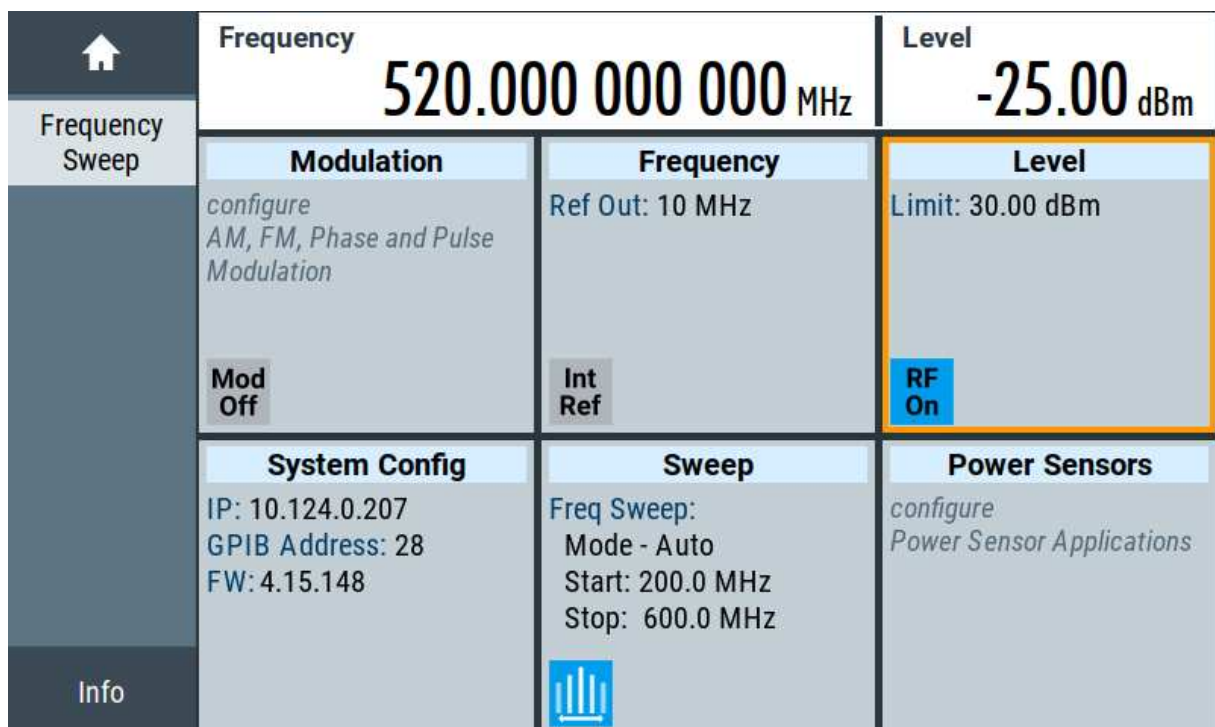 Frequency
520.000 000 000 MHz
Level
-25.00 dBm
Frequency
Sweep
Modulation
configure
AM, FM, Phase and Pulse
Modulation
Mod
Off
Frequency
Ref Out: 10 MHz
Int
Ref
Level
Limit: 30.00 dBm
RF
On
System Config
IP: 10.124.0.207
GPIB Address: 28
FW: 4.15.148
Sweep
Freq Sweep:
Mode - Auto
Start: 200.0 MHz
Stop: 600.0 MHz
Power Sensors
configure
Power Sensor Applications
Info